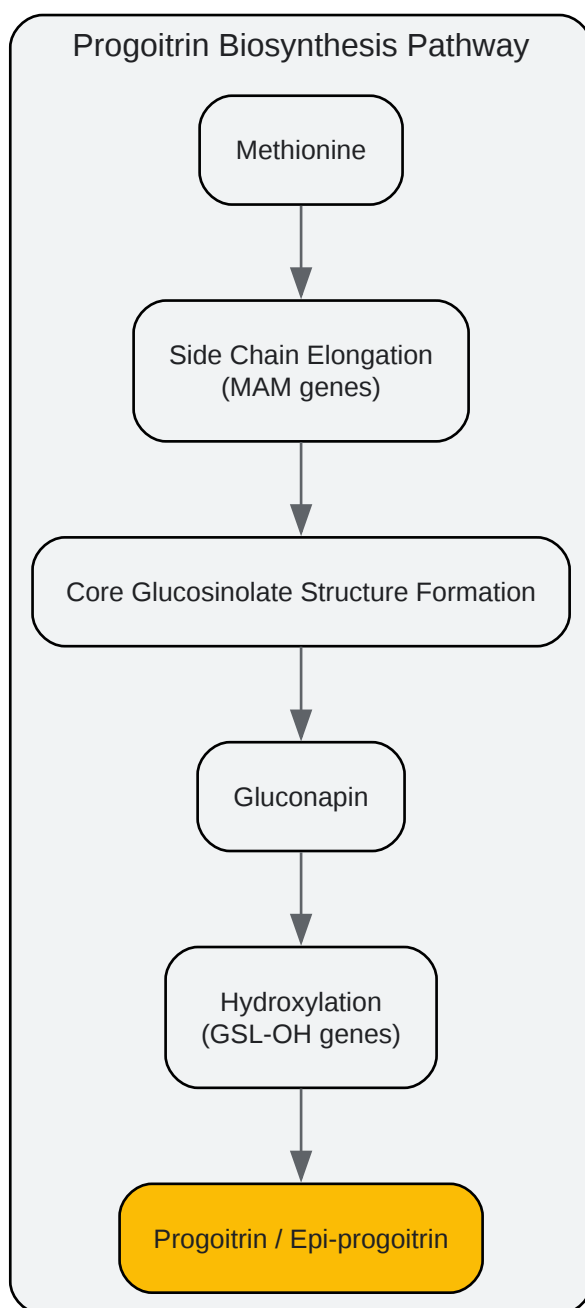 Progoitrin Biosynthesis Pathway
Methionine
Side Chain Elongation
(MAM genes)
Core Glucosinolate Structure Formation
Gluconapin
Hydroxylation
(GSL-OH genes)
Progoitrin / Epi-progoitrin